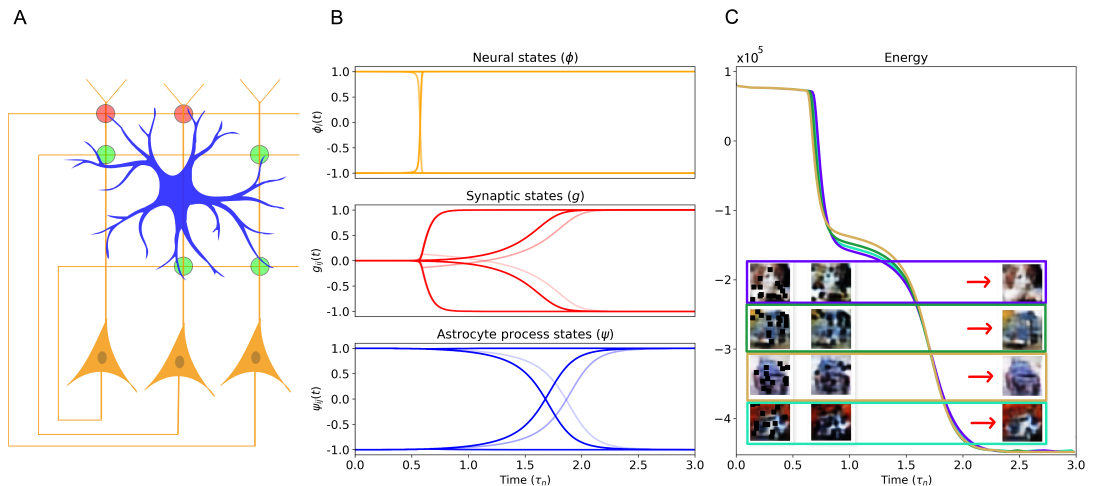 A
B
C
Neural states (ϕ)
1.0
0.5
0.0
-0.5
-1.0
ϕᵢ(t)
Synaptic states (g)
1.0
0.5
0.0
-0.5
-1.0
gᵢⱼ(t)
Astrocyte process states (ψ)
1.0
0.5
0.0
-0.5
-1.0
ψᵢⱼ(t)
0.0 0.5 1.0 1.5 2.0 2.5 3.0
Time (τₙ)
x10⁵
Energy
1
0
−1
−2
−3
−4
0.0 0.5 1.0 1.5 2.0 2.5 3.0
Time (τₙ)